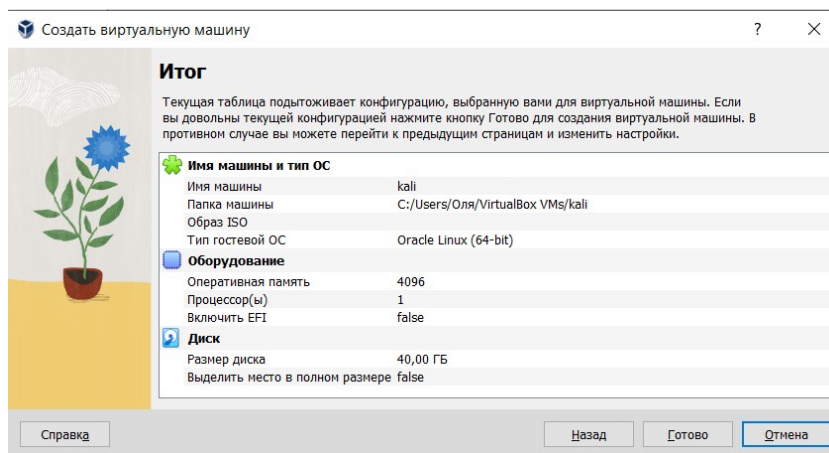 Создать виртуальную машину
?
Итог
Текущая таблица подытоживает конфигурацию, выбранную вами для виртуальной машины. Если
вы довольны текущей конфигурацией нажмите кнопку Готово для создания виртуальной машины. В
противном случае вы можете перейти к предыдущим страницам и изменить настройки.
Имя машины и тип ОС
Имя машины kali
Папка машины C:/Users/Оля/VirtualBox VMs/kali
Образ ISO
Тип гостевой ОС Oracle Linux (64-bit)
Оборудование
Оперативная память 4096
Процессор(ы) 1
Включить EFI false
Диск
Размер диска 40,00 ГБ
Выделить место в полном размере false
Справка Назад Готово Отмена